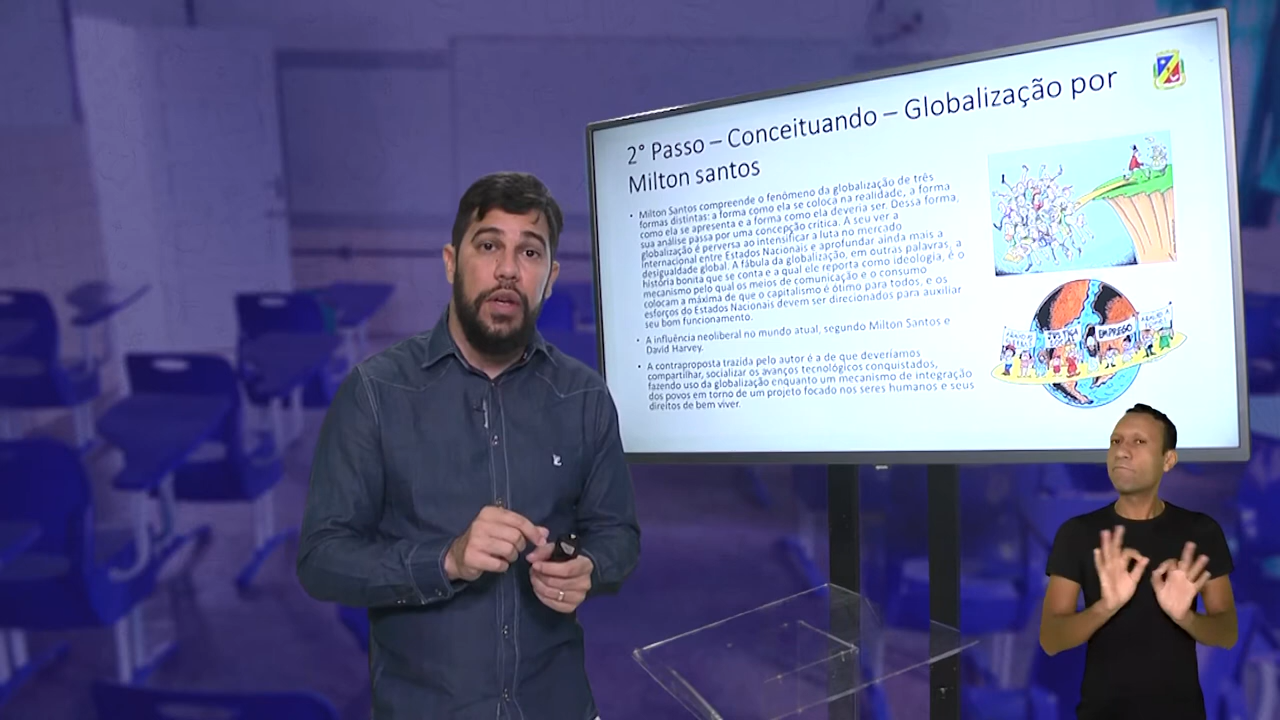 2° Passo – Conceituando – Globalização por
Milton santos
• Milton Santos compreende o fenômeno da globalização de três
formas distintas: a forma como ela se coloca na realidade, a forma
como ela se apresenta e a forma como ela deveria ser. Dessa forma,
sua análise passa por uma concepção crítica. A seu ver a
globalização é perversa ao intensificar a luta no mercado
internacional entre Estados Nacionais e aprofundar ainda mais a
desigualdade global. A fábula da globalização, em outras palavras, a
história bonita que se conta e a qual ele reporta como ideologia, é o
mecanismo pelo qual os meios de comunicação e o consumo
colocam a máxima de que o capitalismo é ótimo para todos, e os
esforços do Estados Nacionais devem ser direcionados para auxiliar
seu bom funcionamento.
• A influência neoliberal no mundo atual, segundo Milton Santos e
David Harvey.
• A contraproposta trazida pelo autor é a de que deveríamos
compartilhar, socializar os avanços tecnológicos conquistados,
fazendo uso da globalização enquanto um mecanismo de integração
dos povos em torno de um projeto focado nos seres humanos e seus
direitos de bem viver.
EMPREGO